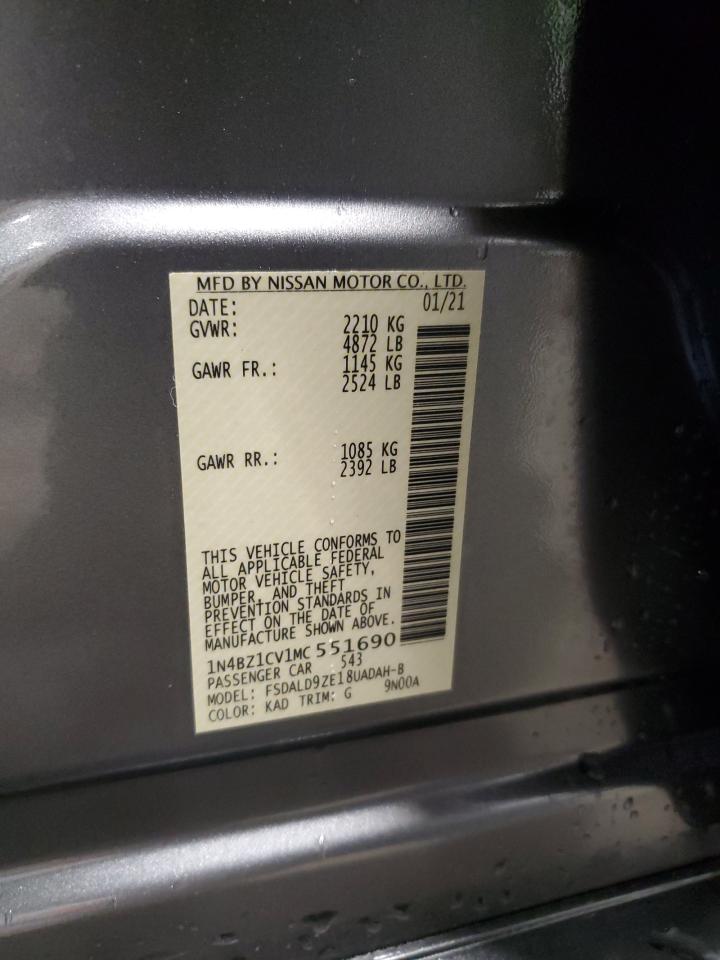 MFD BY NISSAN MOTOR CO., LTD.
DATE: 01/21
GVWR: 2210 KG
4872 LB
GAWR FR.: 1145 KG
2524 LB
GAWR RR.: 1085 KG
2392 LB
THIS VEHICLE CONFORMS TO
ALL APPLICABLE FEDERAL
MOTOR VEHICLE SAFETY,
BUMPER, AND THEFT
PREVENTION STANDARDS IN
EFFECT ON THE DATE OF
MANUFACTURE SHOWN ABOVE.
1N4BZ1CV1MC 551690
PASSENGER CAR 543
MODEL: FSDALD9ZE18UADAH-B
COLOR: KAD TRIM: G 9N00A